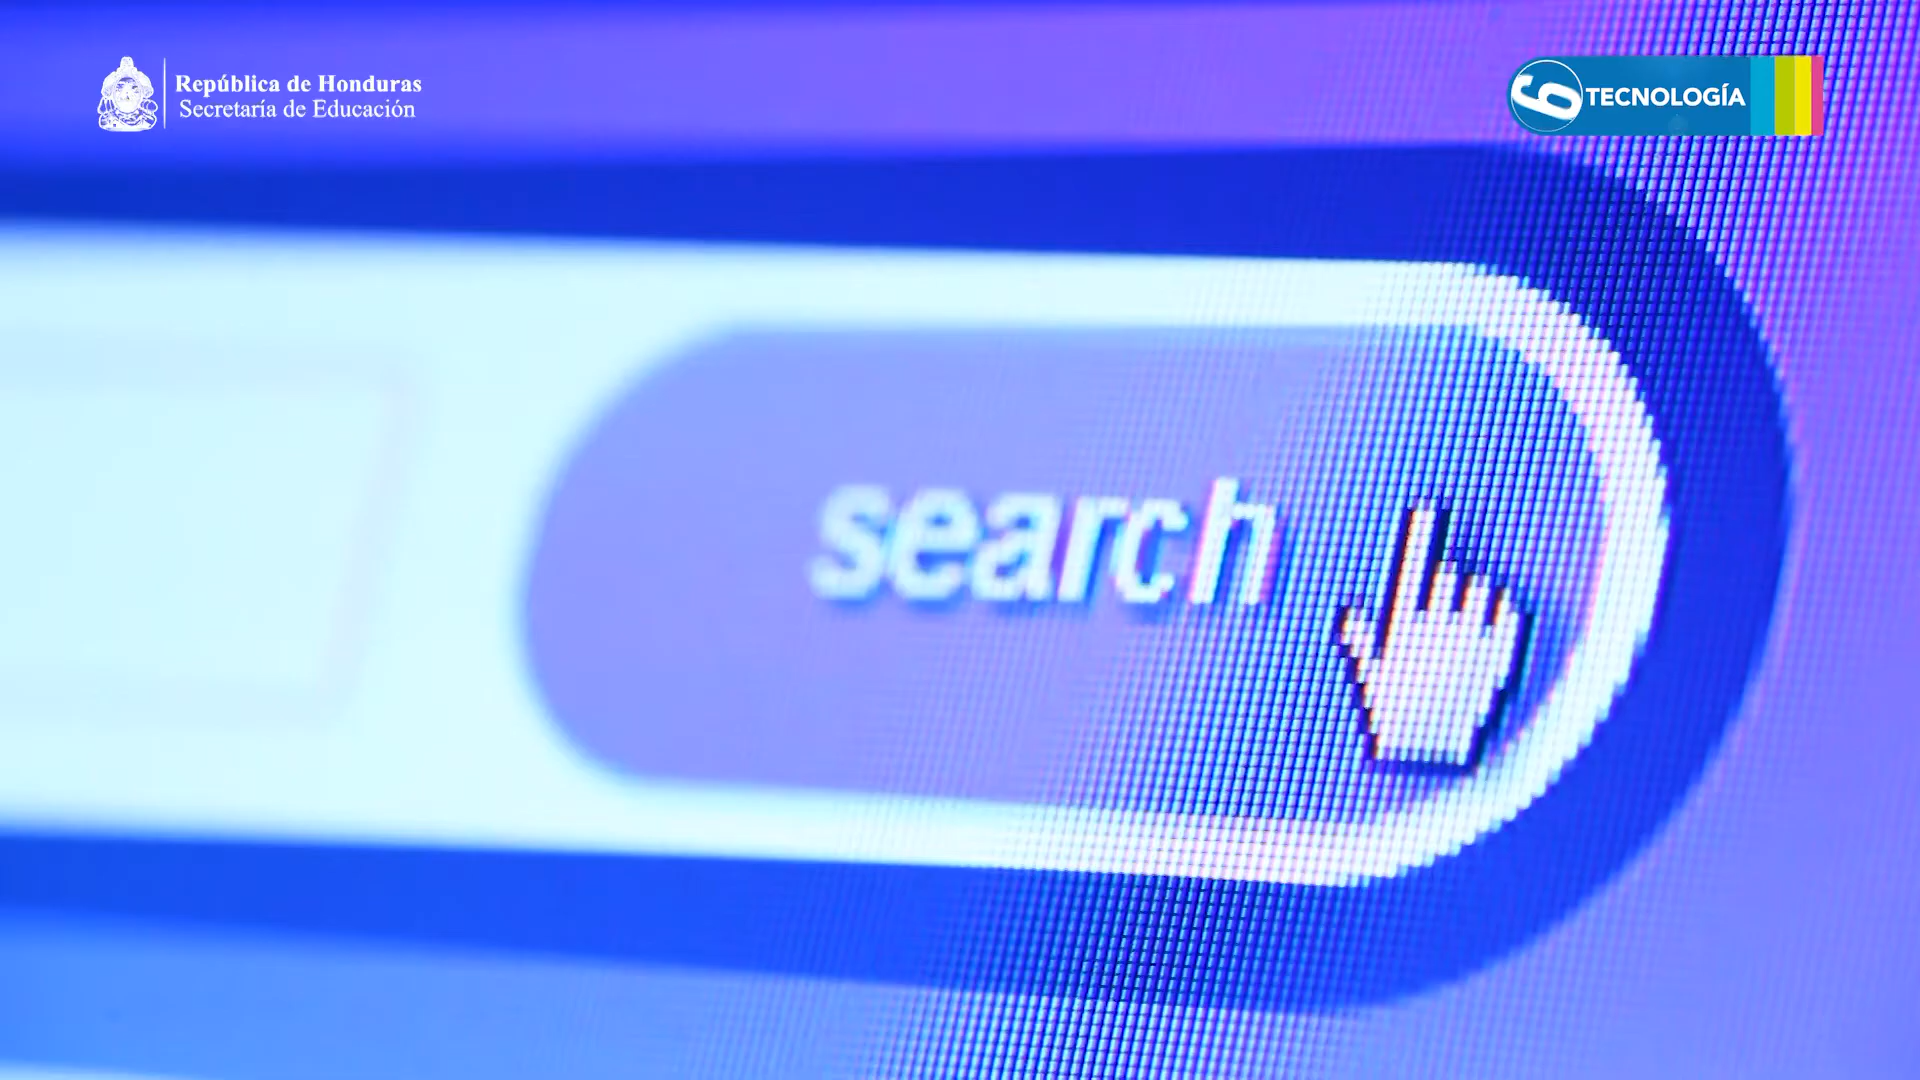 República de Honduras
Secretaría de Educación
6 TECNOLOGÍA
search